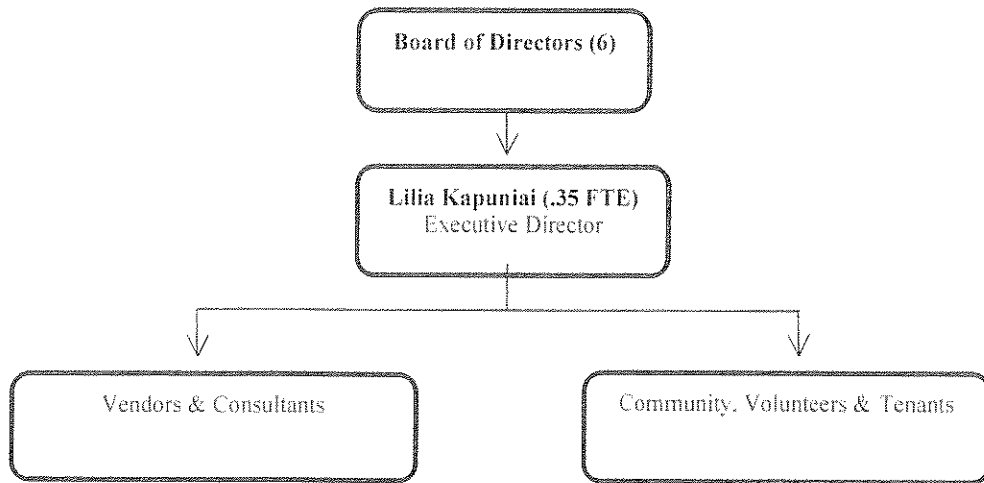 Board of Directors (6)
Lilia Kapuniai (.35 FTE)
Executive Director
Vendors & Consultants
Community, Volunteers & Tenants